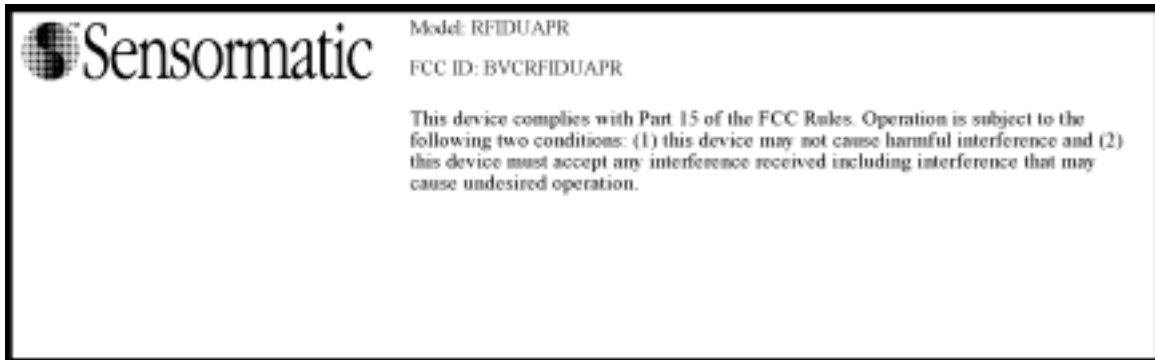 Sensormatic
Model: RFIDUAPR
FCC ID: BVCRFIDUAPR
This device complies with Part 15 of the FCC Rules. Operation is subject to the
following two conditions: (1) this device may not cause harmful interference and (2)
this device must accept any interference received including interference that may
cause undesired operation.